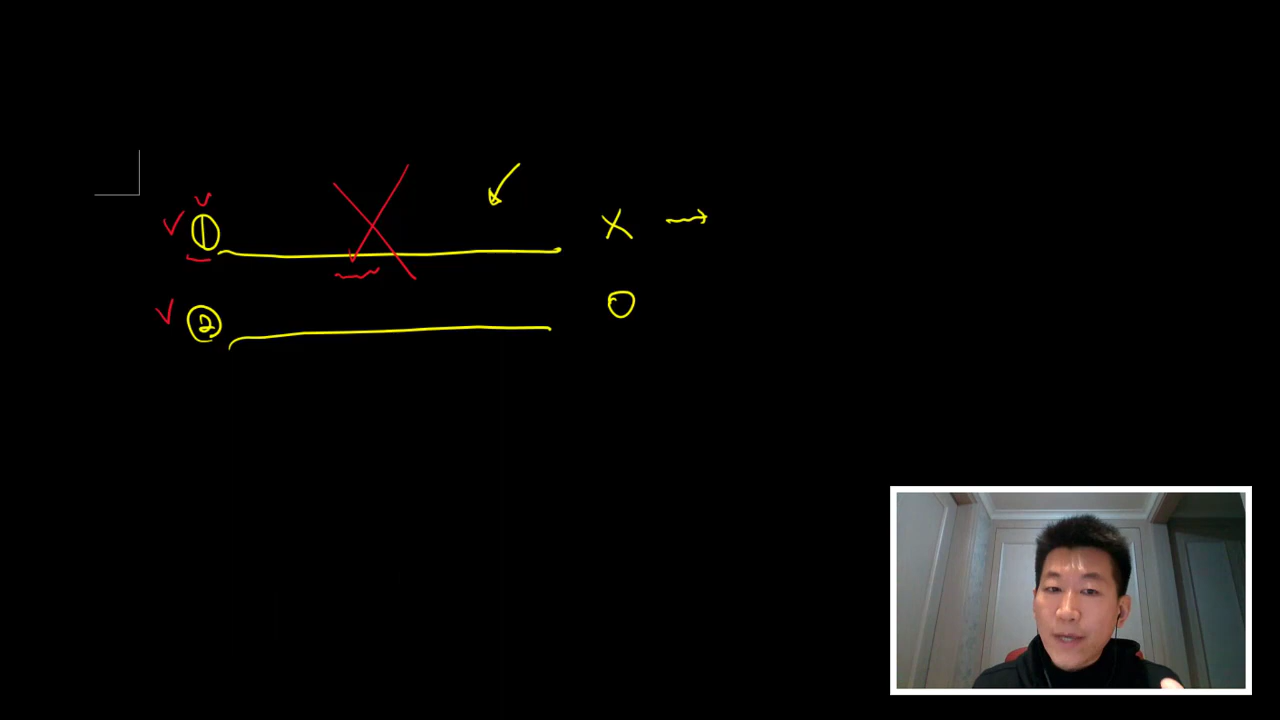 ① X →
② O